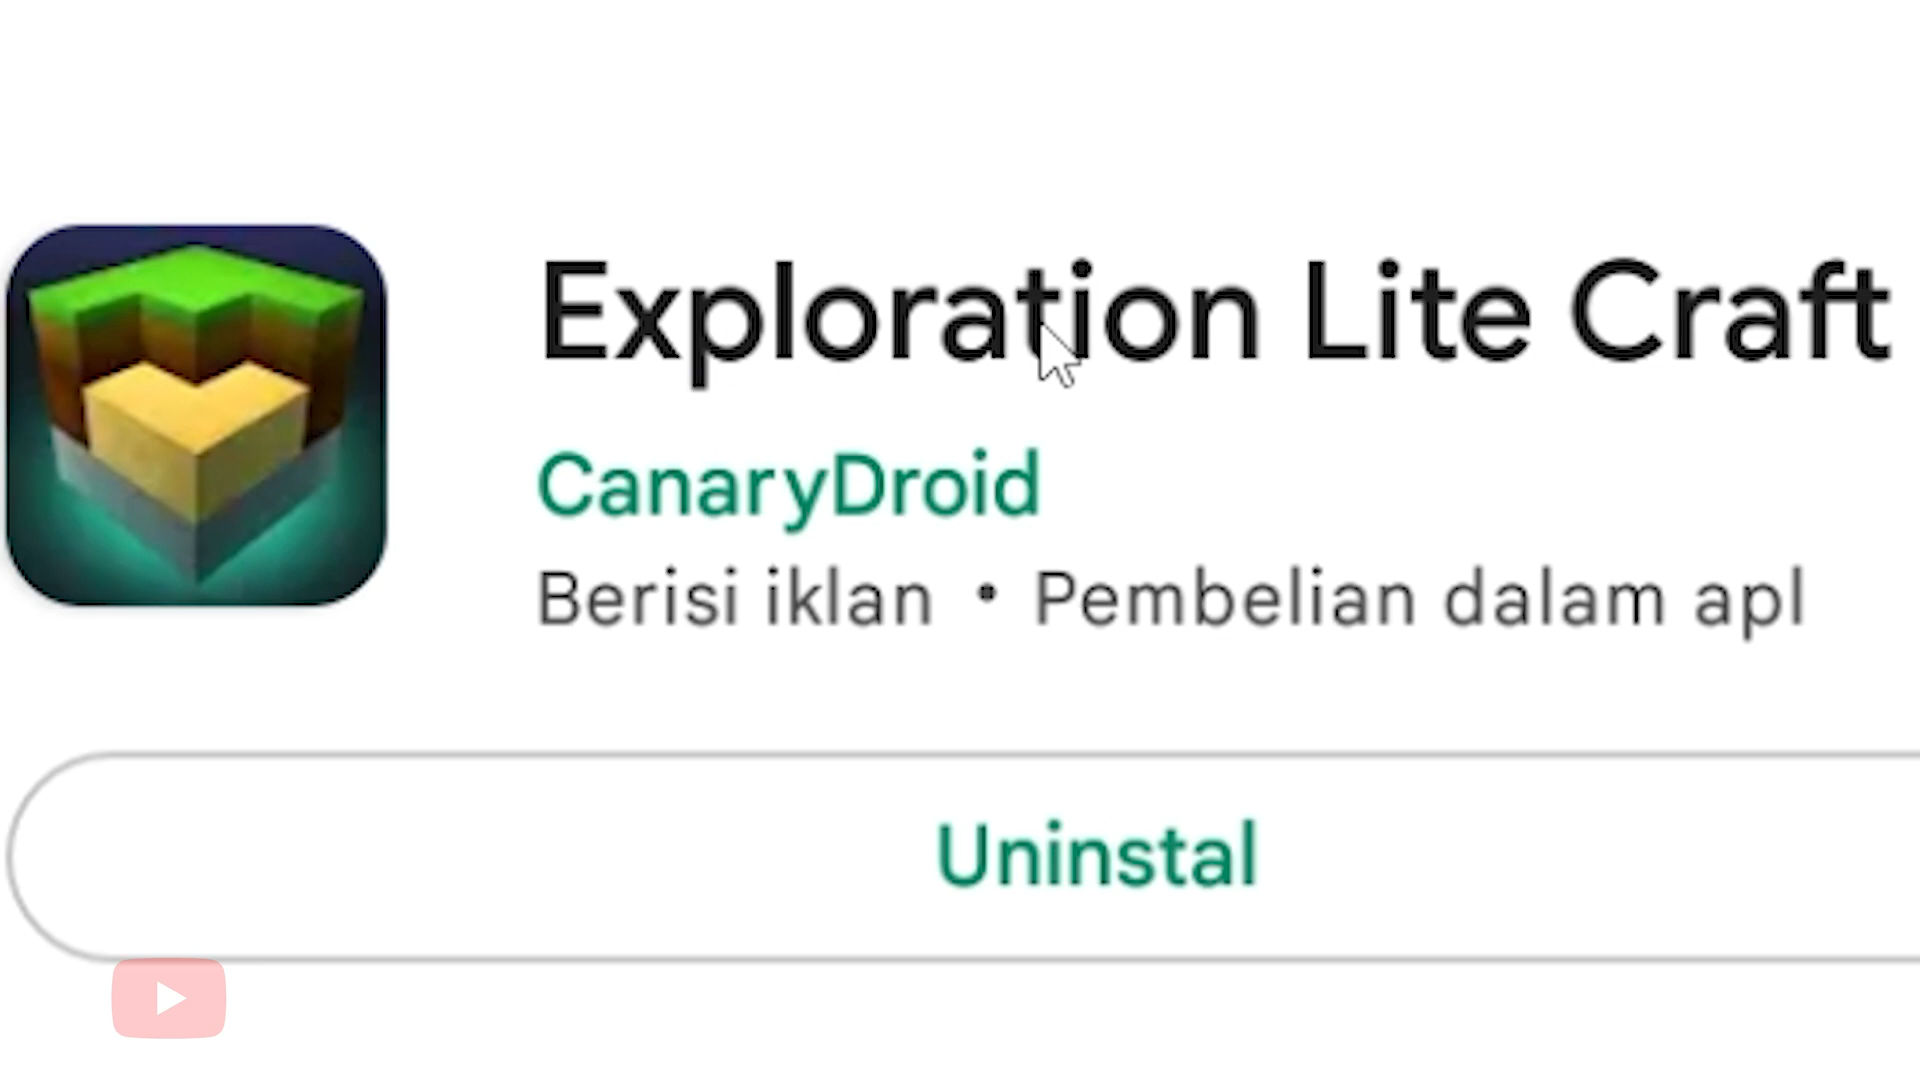 Exploration Lite Craft
CanaryDroid
Berisi iklan • Pembelian dalam apl
Uninstal